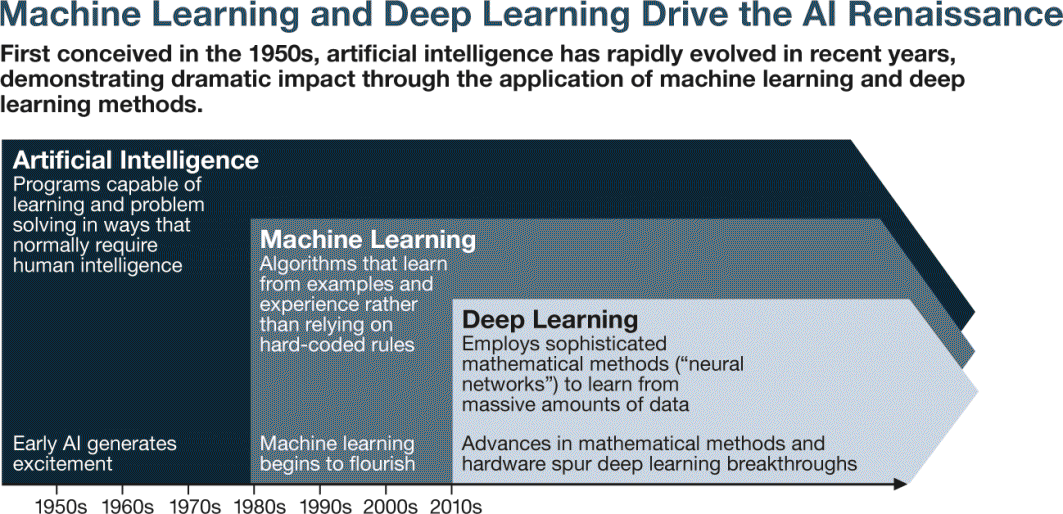 Machine Learning and Deep Learning Drive the AI Renaissance
First conceived in the 1950s, artificial intelligence has rapidly evolved in recent years,
demonstrating dramatic impact through the application of machine learning and deep
learning methods.
Artificial Intelligence
Programs capable of
learning and problem
solving in ways that
normally require
human intelligence
Machine Learning
Algorithms that learn
from examples and
experience rather
than relying on
hard-coded rules
Deep Learning
Employs sophisticated
mathematical methods (“neural
networks”) to learn from
massive amounts of data
Early AI generates
excitement
Machine learning
begins to flourish
Advances in mathematical methods and
hardware spur deep learning breakthroughs
1950s 1960s 1970s 1980s 1990s 2000s 2010s